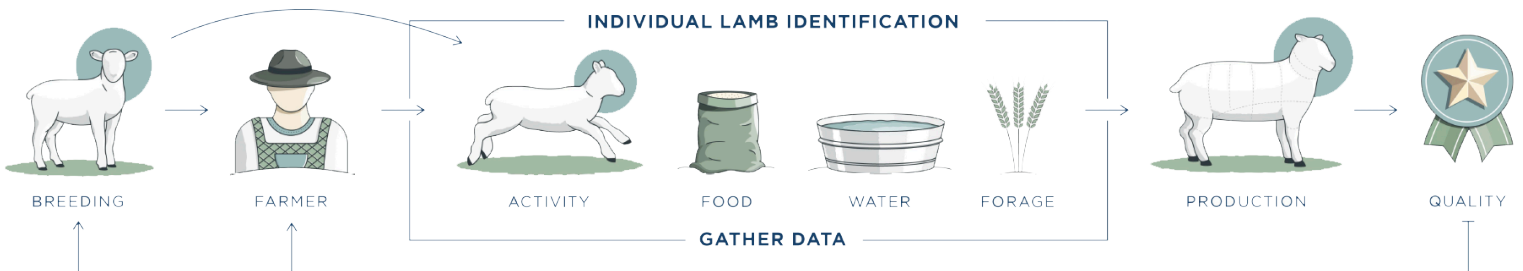 INDIVIDUAL LAMB IDENTIFICATION
BREEDING
FARMER
ACTIVITY
FOOD
WATER
FORAGE
PRODUCTION
QUALITY
GATHER DATA